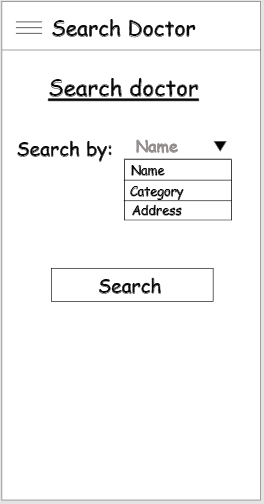 Search Doctor
Search doctor
Search by: Name
Name
Category
Address
Search